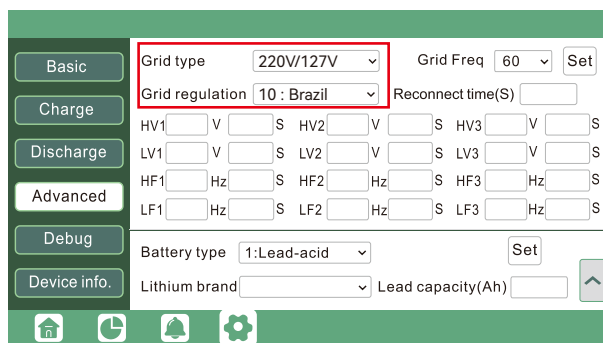 Basic
Charge
Discharge
Advanced
Debug
Device info.
Grid type 220V/127V Grid Freq 60 Set
Grid regulation 10 : Brazil Reconnect time(S)
HV1 V S HV2 V S HV3 V S
LV1 V S LV2 V S LV3 V S
HF1 Hz S HF2 Hz S HF3 Hz S
LF1 Hz S LF2 Hz S LF3 Hz S
Battery type 1:Lead-acid Set
Lithium brand Lead capacity(Ah)